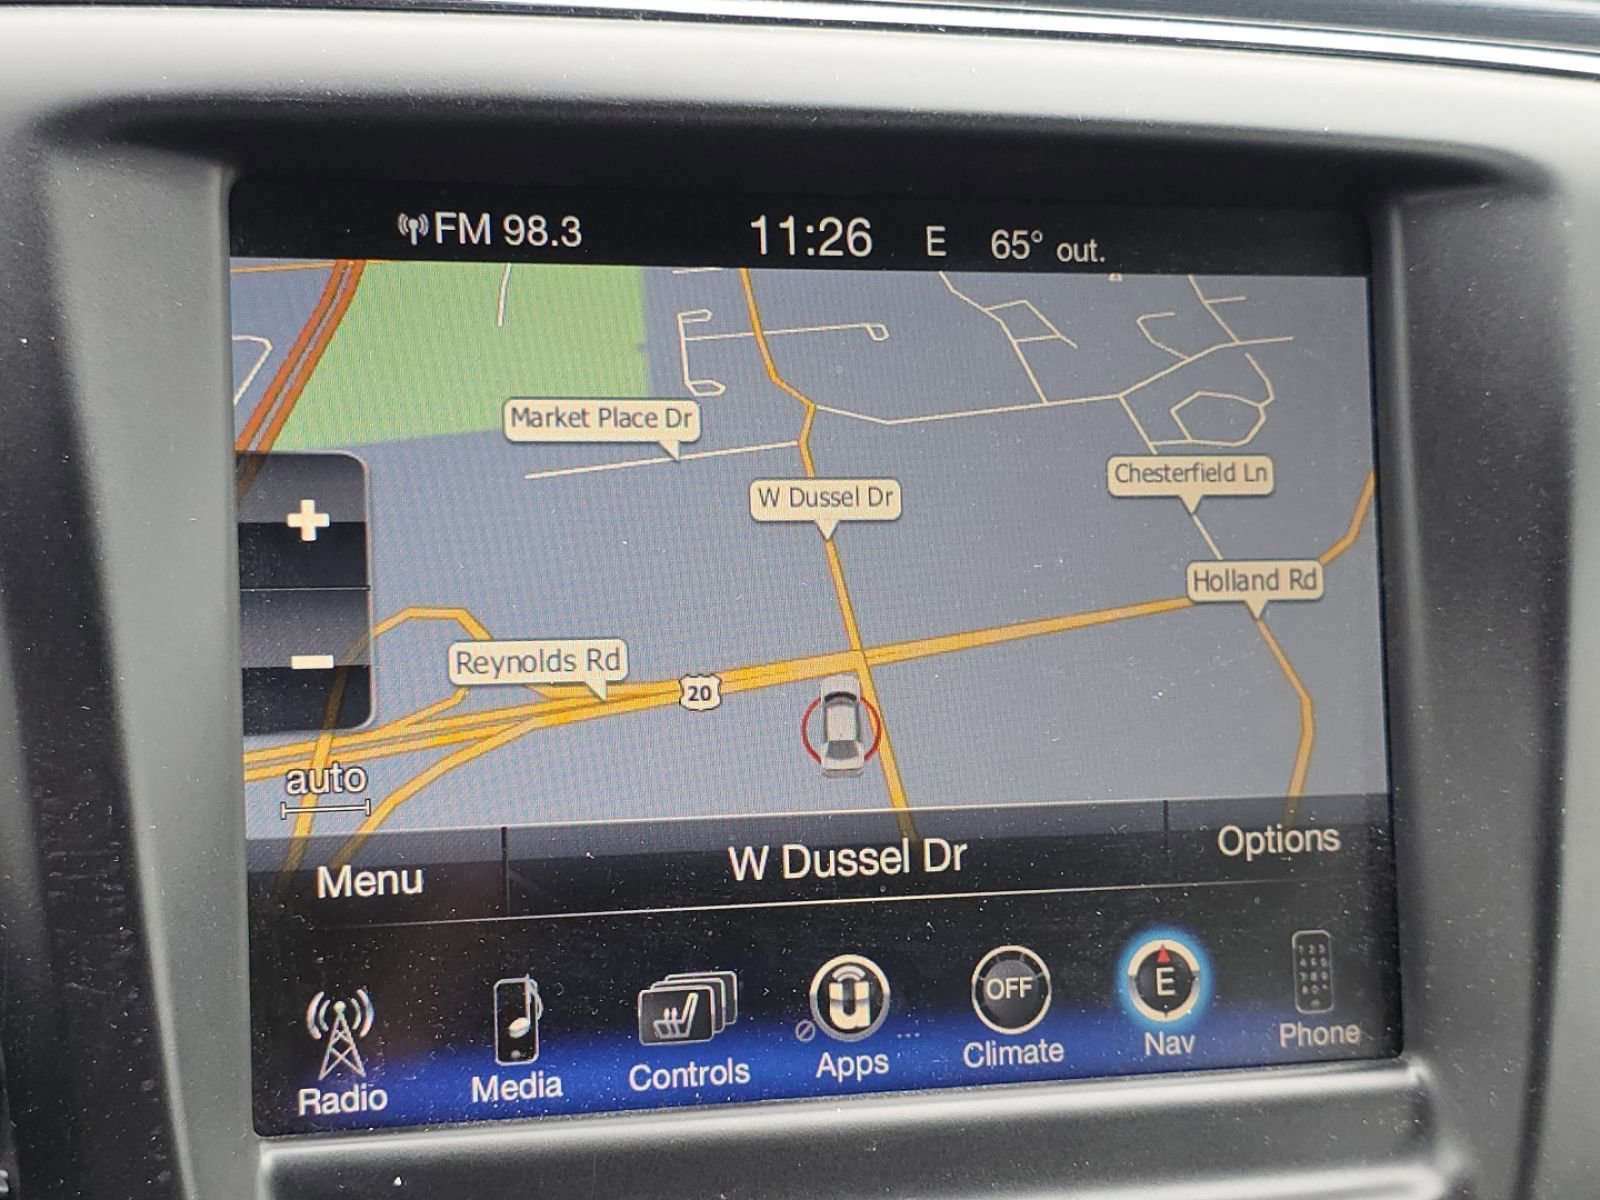 FM 98.3 11:26 E 65° out.
Market Place Dr
W Dussel Dr
Chesterfield Ln
Holland Rd
Reynolds Rd
20
auto
Menu W Dussel Dr Options
OFF
E
Radio Media Controls Apps Climate Nav Phone